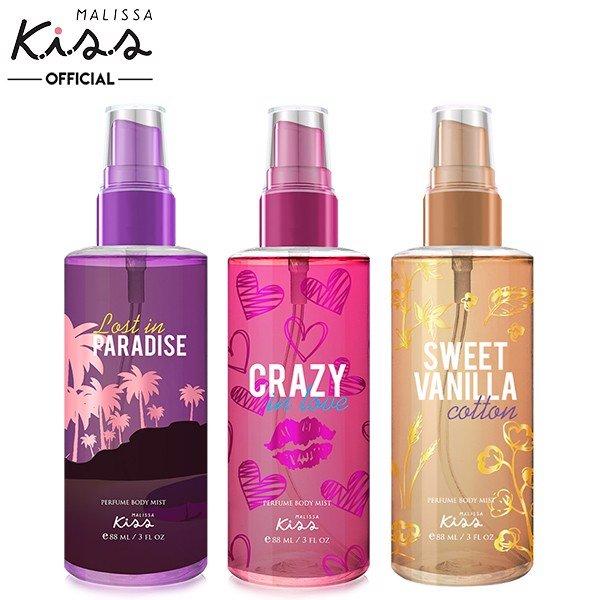 MALISSA
K.i.s.s
OFFICIAL
Lost in
PARADISE
PERFUME BODY MIST
MALISSA
Kiss
℮88 ML / 3 FL OZ
CRAZY
in love
PERFUME BODY MIST
MALISSA
Kiss
℮88 ML / 3 FL OZ
SWEET
VANILLA
cotton
PERFUME BODY MIST
MALISSA
Kiss
℮88 ML / 3 FL OZ